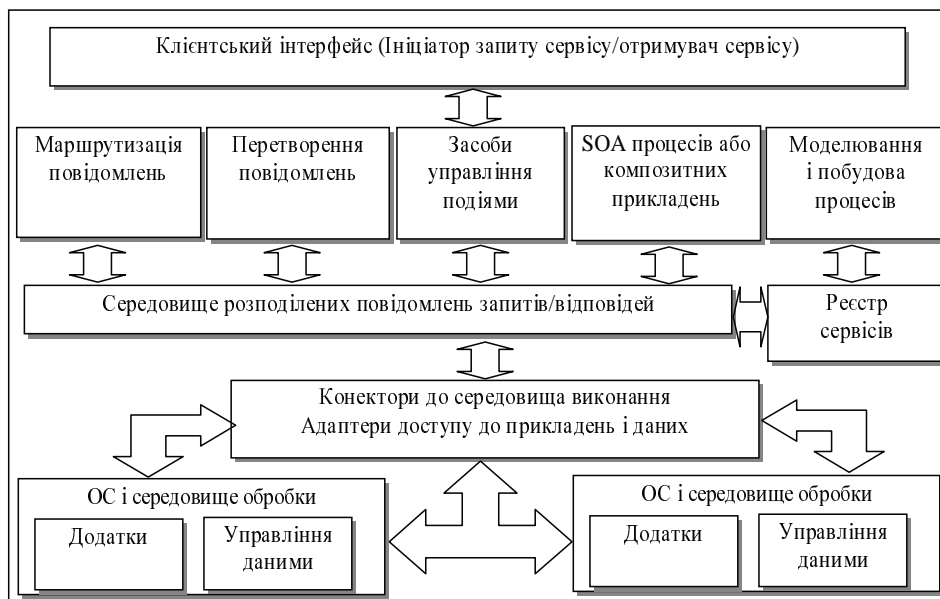 Клієнтський інтерфейс (Ініціатор запиту сервісу/отримувач сервісу)
Маршрутизація
повідомлень
Перетворення
повідомлень
Засоби
управління
подіями
SOA процесів або
композитних
прикладень
Моделювання
і побудова
процесів
Середовище розподілених повідомлень запитів/відповідей
Реєстр
сервісів
Конектори до середовища виконання
Адаптери доступу до прикладень і даних
ОС і середовище обробки
Додатки
Управління
даними
ОС і середовище обробки
Додатки
Управління
даними